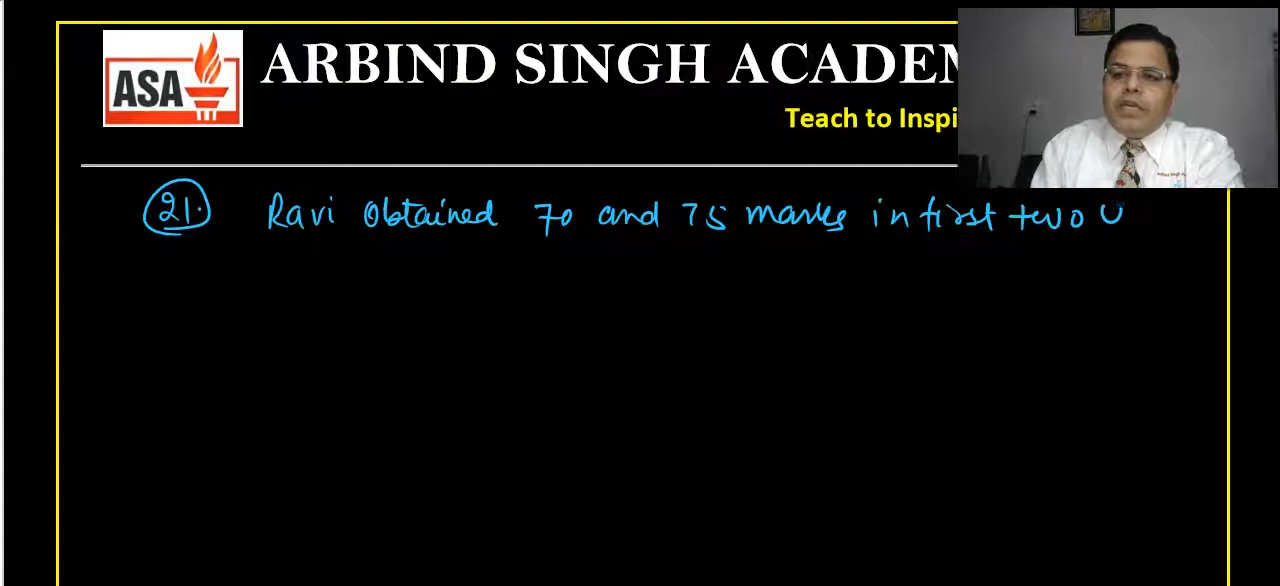 ASA
ARBIND SINGH ACADEM
Teach to Inspi
21. Ravi Obtained 70 and 75 marks in first two U